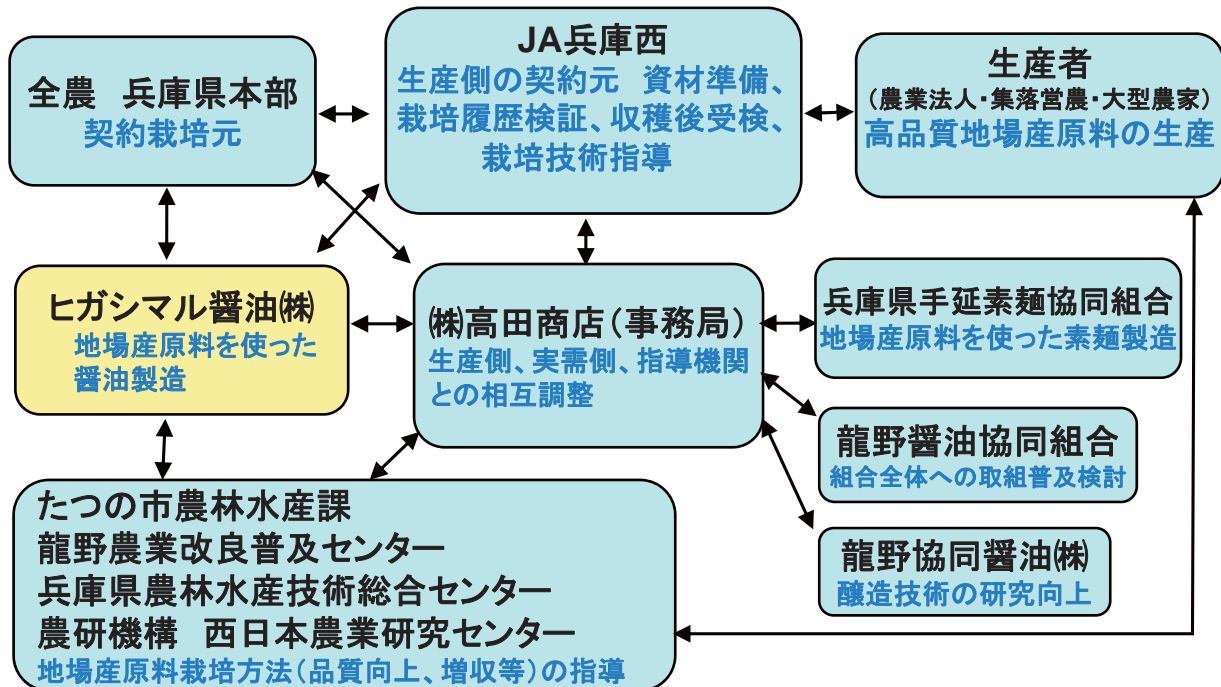 全農　兵庫県本部
契約栽培元
JA兵庫西
生産側の契約元　資材準備、
栽培履歴検証、収穫後受検、
栽培技術指導
生産者
（農業法人・集落営農・大型農家）
高品質地場産原料の生産
ヒガシマル醤油㈱
地場産原料を使った
醤油製造
㈱高田商店（事務局）
生産側、実需側、指導機関
との相互調整
兵庫県手延素麺協同組合
地場産原料を使った素麺製造
龍野醤油協同組合
組合全体への取組普及検討
龍野協同醤油㈱
醸造技術の研究向上
たつの市農林水産課
龍野農業改良普及センター
兵庫県農林水産技術総合センター
農研機構　西日本農業研究センター
地場産原料栽培方法（品質向上、増収等）の指導